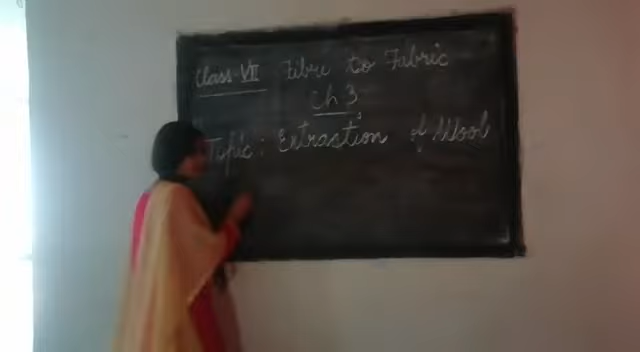 Class-VII Fibre to Fabric
Ch 3
Topic: Extraction of Wool